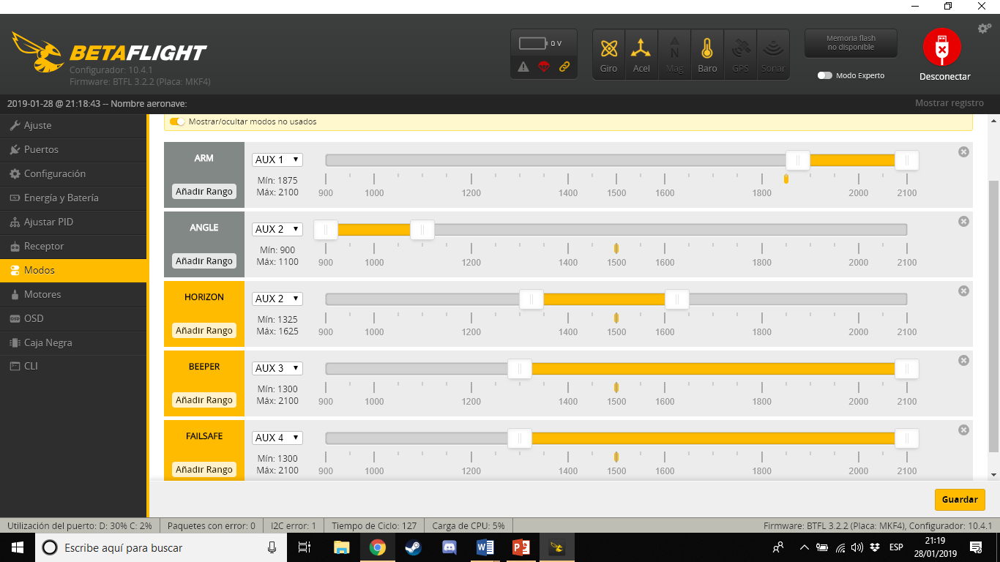 BETAFLIGHT
Configurador: 10.4.1
Firmware: BTFL 3.2.2 (Placa: MKF4)
0 V
Giro
Acel
N
Mag
Baro
GPS
Sonar
Memoria flash
no disponible
Modo Experto
Desconectar
2019-01-28 @ 21:18:43 -- Nombre aeronave:
Mostrar registro
Ajuste
Puertos
Configuración
Energía y Batería
Ajustar PID
Receptor
Modos
Motores
OSD
OSD
Caja Negra
CLI
Mostrar/ocultar modos no usados
ARM
Añadir Rango
AUX 1
Mín: 1875
Máx: 2100
900 1000 1200 1400 1500 1600 1800 2000 2100
ANGLE
Añadir Rango
AUX 2
Mín: 900
Máx: 1100
900 1000 1200 1400 1500 1600 1800 2000 2100
HORIZON
Añadir Rango
AUX 2
Mín: 1325
Máx: 1625
900 1000 1200 1400 1500 1600 1800 2000 2100
BEEPER
Añadir Rango
AUX 3
Mín: 1300
Máx: 2100
900 1000 1200 1400 1500 1600 1800 2000 2100
FAILSAFE
Añadir Rango
AUX 4
Mín: 1300
Máx: 2100
900 1000 1200 1400 1500 1600 1800 2000 2100
Guardar
Utilización del puerto: D: 30% C: 2%
Paquetes con error: 0
I2C error: 1
Tiempo de Ciclo: 127
Carga de CPU: 5%
Firmware: BTFL 3.2.2 (Placa: MKF4), Configurador: 10.4.1
Escribe aquí para buscar
ESP
21:19
28/01/2019